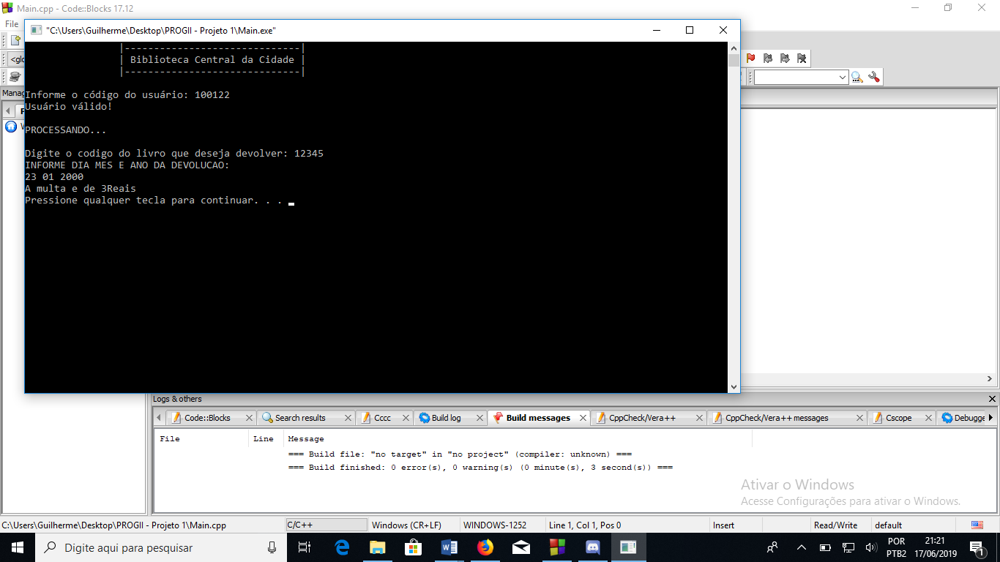 Main.cpp - Code::Blocks 17.12
File
"C:\Users\Guilherme\Desktop\PROGII - Projeto 1\Main.exe"
|------------------------------|
| Biblioteca Central da Cidade |
|------------------------------|
Informe o código do usuário: 100122
Usuário válido!
PROCESSANDO...
Digite o codigo do livro que deseja devolver: 12345
INFORME DIA MES E ANO DA DEVOLUCAO:
23 01 2000
A multa e de 3Reais
Pressione qualquer tecla para continuar. . .
<glo
Mana
Logs & others
Code::Blocks Search results Cccc Build log Build messages CppCheck/Vera++ CppCheck/Vera++ messages Cscope Debugge
File Line Message
=== Build file: "no target" in "no project" (compiler: unknown) ===
=== Build finished: 0 error(s), 0 warning(s) (0 minute(s), 3 second(s)) ===
Ativar o Windows
Acesse Configurações para ativar o Windows.
C:\Users\Guilherme\Desktop\PROGII - Projeto 1\Main.cpp C/C++ Windows (CR+LF) WINDOWS-1252 Line 1, Col 1, Pos 0 Insert Read/Write default
Digite aqui para pesquisar
POR 21:21
PTB2 17/06/2019
1